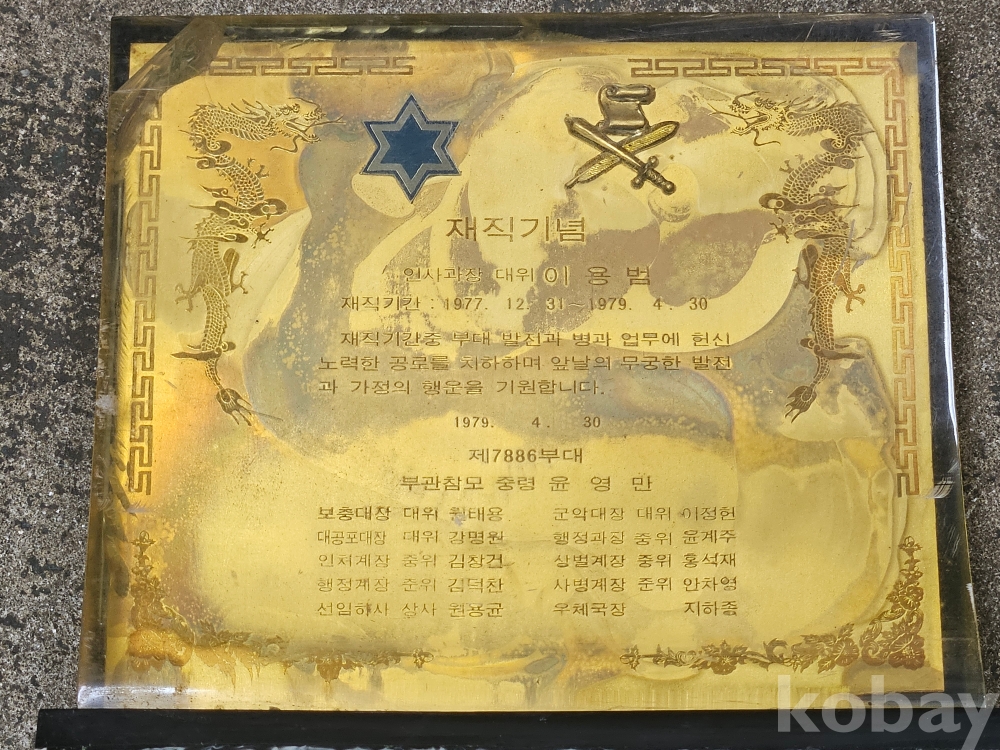 재직기념
인사과장 대위 이용범
재직기간 : 1977. 12. 31~1979. 4. 30
재직기간중 부대 발전과 병과 업무에 헌신
노력한 공로를 치하하며 앞날의 무궁한 발전
과 가정의 행운을 기원합니다.
1979. 4. 30
제7886부대
부관참모 중령 윤영만
보충대장 대위 원태용 군악대장 대위 이정헌
대공포대장 대위 강명원 행정과장 중위 윤계주
인처계장 중위 김창건 상벌계장 중위 홍석재
행정계장 준위 김덕찬 사병계장 준위 안차영
선임하사 상사 원용균 우체국장 지하종
kobay